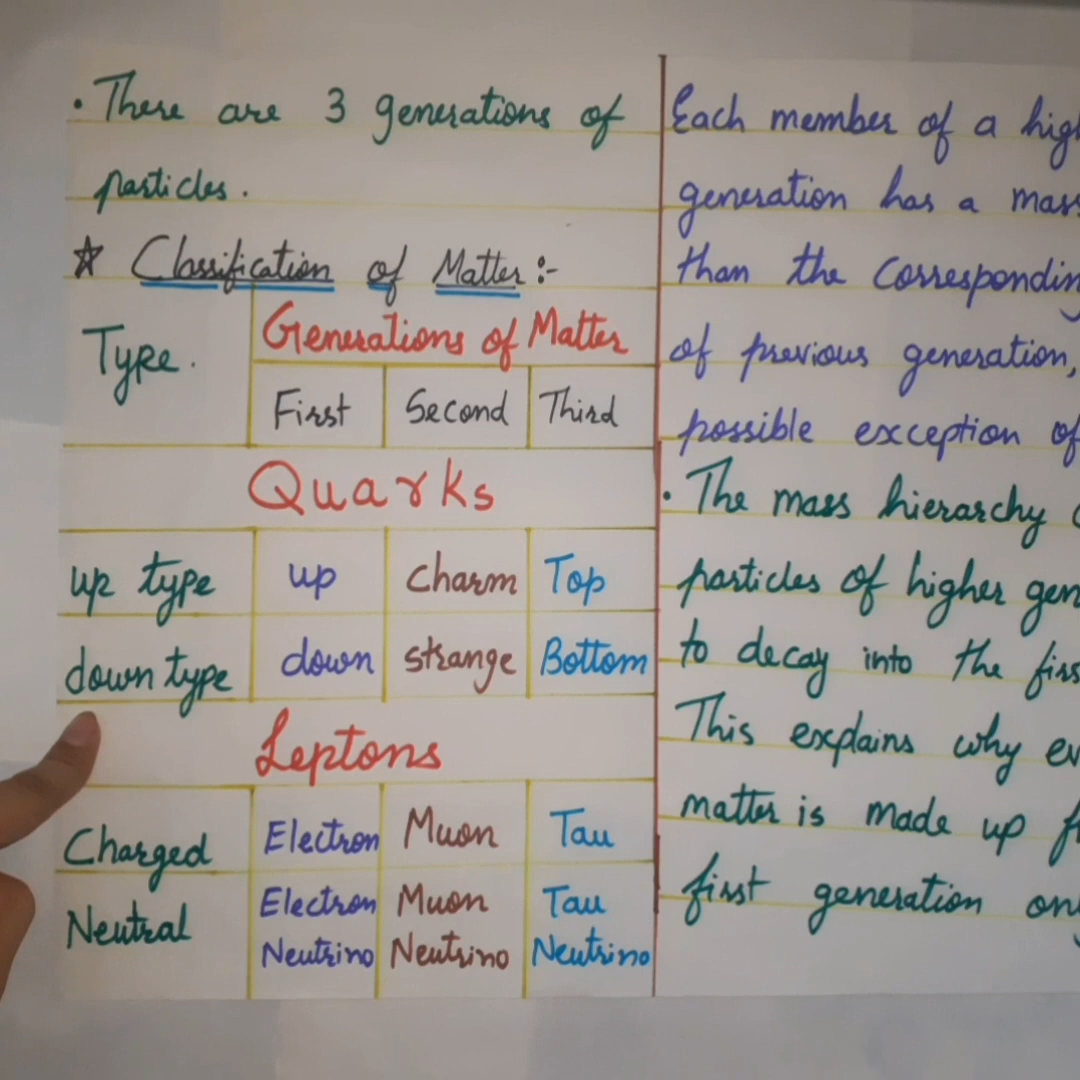 • There are 3 generations of
particles.
☆ Classification of Matter :-
Type.
Generations of Matter
First Second Third
Quarks
up type up Charm Top
down type down strange Bottom
Leptons
Charged Electron Muon Tau
Neutral Electron Muon Tau
Neutrino Neutrino Neutrino
Each member of a
generation has a mass
than the
of previous generation,
possible exception of
• The mass hierarchy
particles of higher
to decay into the
This explains why
matter is made up
first generation